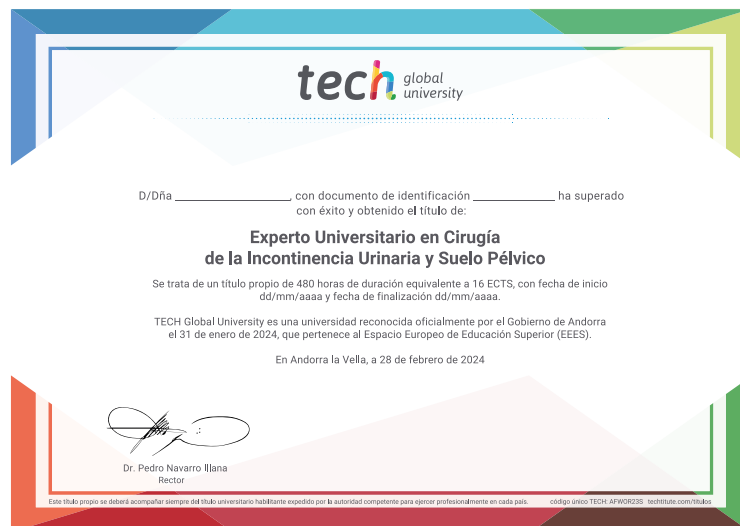 tech global university
D/Dña ____________________, con documento de identificación ______________ ha superado
con éxito y obtenido el título de:
Experto Universitario en Cirugía
de la Incontinencia Urinaria y Suelo Pélvico
Se trata de un título propio de 480 horas de duración equivalente a 16 ECTS, con fecha de inicio
dd/mm/aaaa y fecha de finalización dd/mm/aaaa.
TECH Global University es una universidad reconocida oficialmente por el Gobierno de Andorra
el 31 de enero de 2024, que pertenece al Espacio Europeo de Educación Superior (EEES).
En Andorra la Vella, a 28 de febrero de 2024
Dr. Pedro Navarro Illana
Rector
Este título propio se deberá acompañar siempre del título universitario habilitante expedido por la autoridad competente para ejercer profesionalmente en cada país. código único TECH: AFWOR23S techtitute.com/titulos